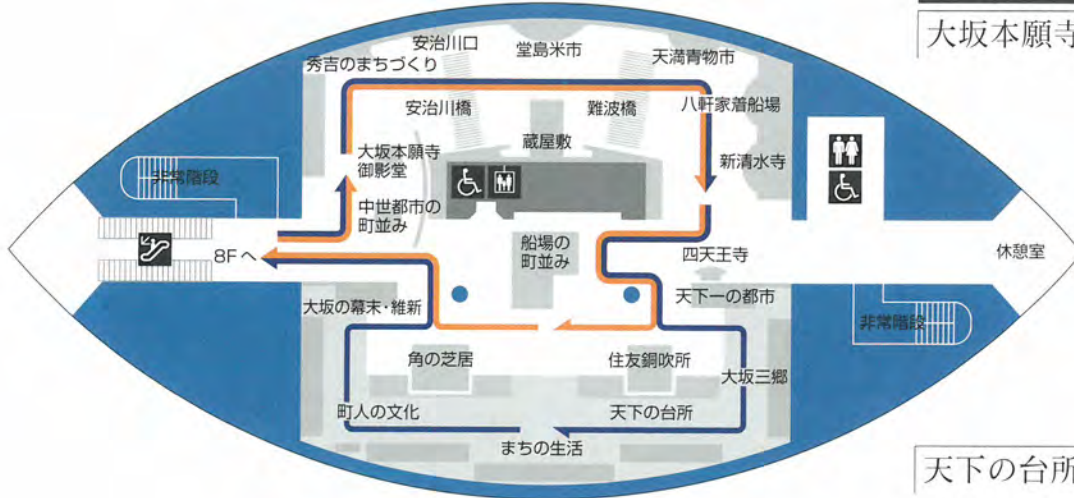 大坂本願寺
安治川口
堂島米市
天満青物市
秀吉のまちづくり
安治川橋
難波橋
八軒家着船場
蔵屋敷
大坂本願寺
御影堂
新清水寺
非常階段
中世都市の
町並み
船場の
町並み
四天王寺
休憩室
8Fへ
大坂の幕末・維新
天下一の都市
非常階段
角の芝居
住友銅吹所
大坂三郷
町人の文化
天下の台所
まちの生活
天下の台所